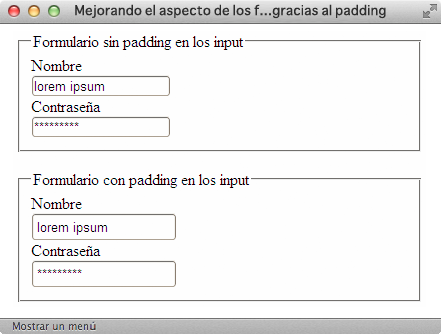 Mejorando el aspecto de los f...gracias al padding
Formulario sin padding en los input
Nombre
lorem ipsum
Contraseña
*********
Formulario con padding en los input
Nombre
lorem ipsum
Contraseña
*********
Mostrar un menú